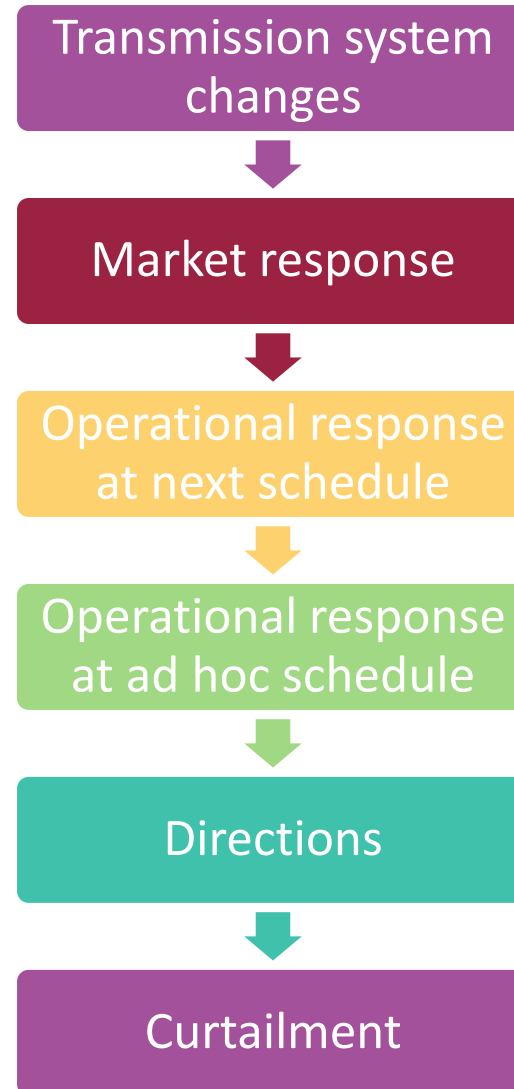 Transmission system
changes
Market response
Operational response
at next schedule
Operational response
at ad hoc schedule
Directions
Curtailment